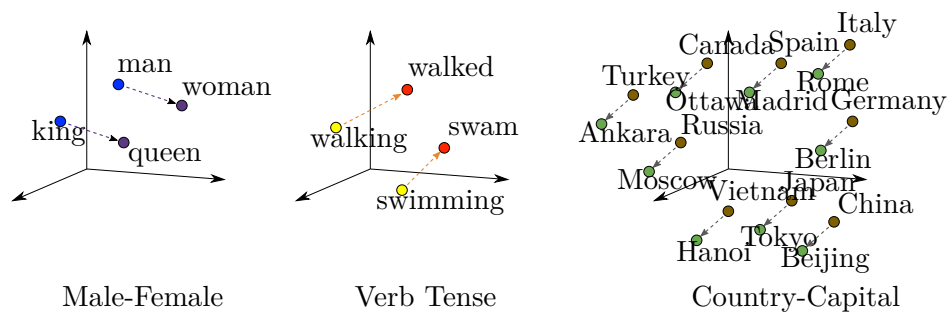 man
woman
king
queen
Male-Female
walked
walking
swam
swimming
Verb Tense
Italy
Canada
Spain
Turkey
Rome
Ottawa
Madrid
Germany
Ankara
Russia
Berlin
Moscow
Vietnam
Japan
China
Tokyo
Hanoi
Beijing
Country-Capital